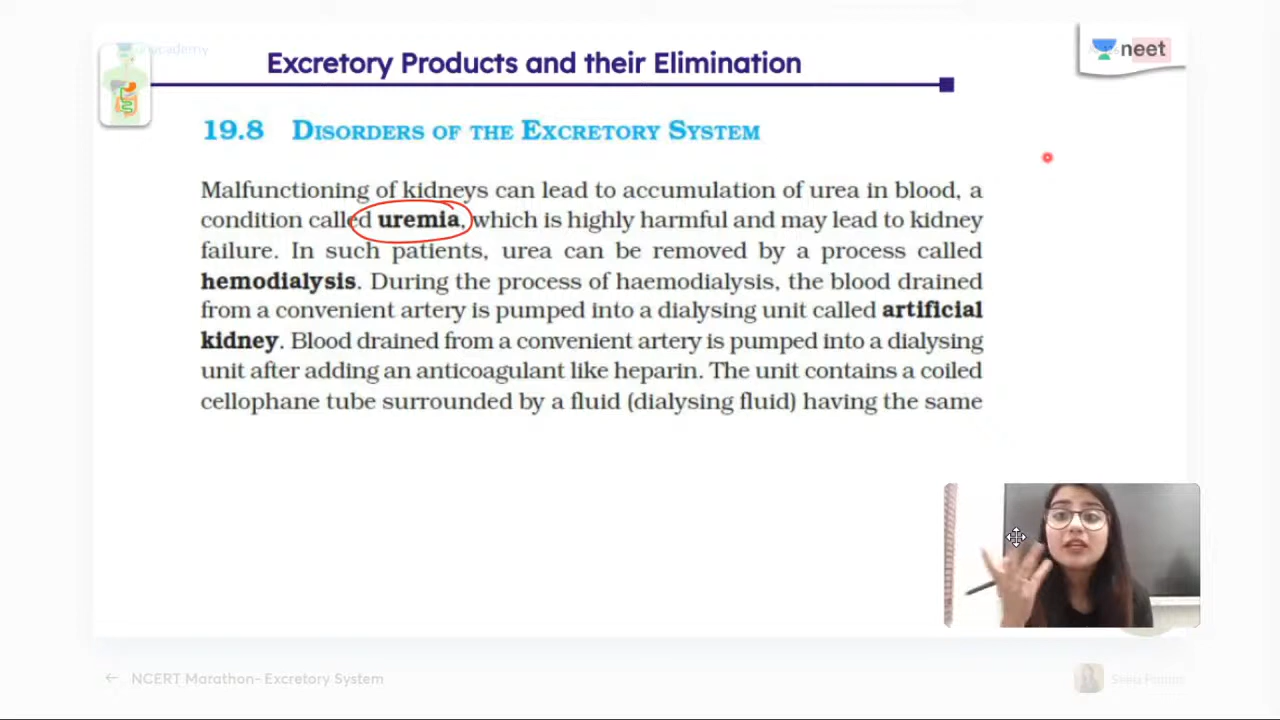 academy
Excretory Products and their Elimination
neet
19.8 Disorders of the Excretory System
Malfunctioning of kidneys can lead to accumulation of urea in blood, a
condition called uremia, which is highly harmful and may lead to kidney
failure. In such patients, urea can be removed by a process called
hemodialysis. During the process of haemodialysis, the blood drained
from a convenient artery is pumped into a dialysing unit called artificial
kidney. Blood drained from a convenient artery is pumped into a dialysing
unit after adding an anticoagulant like heparin. The unit contains a coiled
cellophane tube surrounded by a fluid (dialysing fluid) having the same
NCERT Marathon- Excretory System